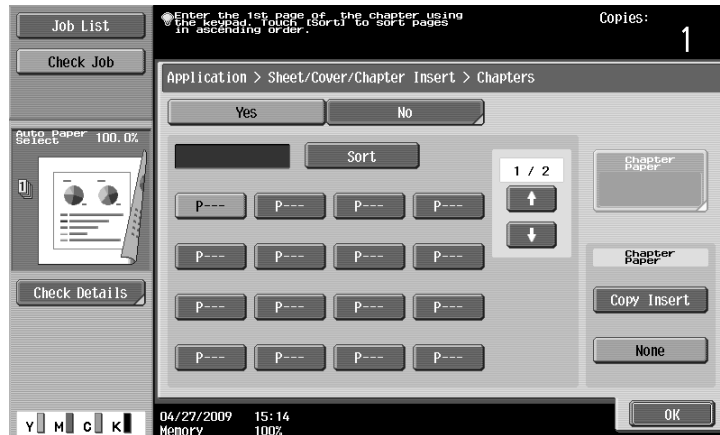 Job List
Check Job
Enter the 1st page of the chapter using
the keypad. Touch [Sort] to sort pages
in ascending order.
Copies:
1
Application > Sheet/Cover/Chapter Insert > Chapters
Yes
No
Auto Paper
Select
100.0%
1
Sort
1 / 2
P--- P--- P--- P---
P--- P--- P--- P---
P--- P--- P--- P---
P--- P--- P--- P---
Chapter
Paper
Chapter
Paper
Copy Insert
None
Check Details
Y M C K
04/27/2009 15:14
Memory 100%
OK